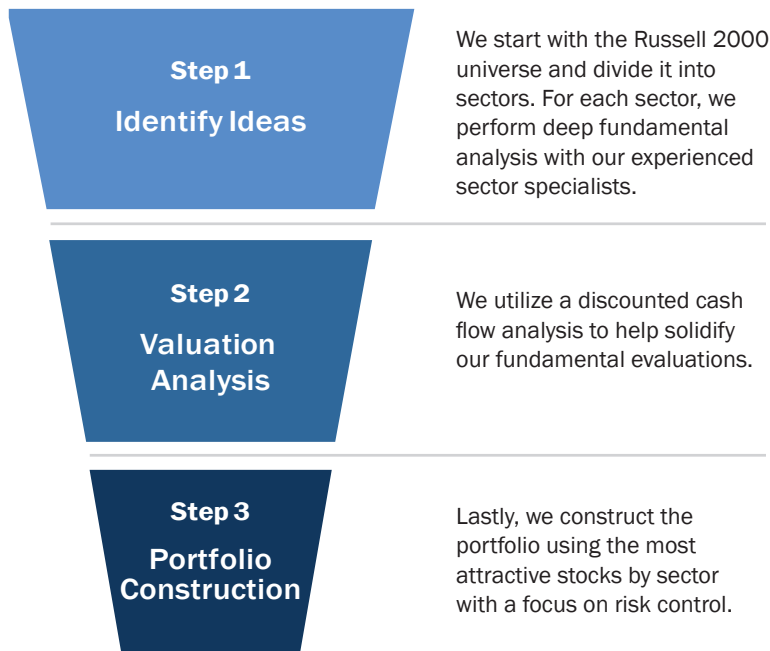 Step 1
Identify Ideas
We start with the Russell 2000
universe and divide it into
sectors. For each sector, we
perform deep fundamental
analysis with our experienced
sector specialists.
Step 2
Valuation
Analysis
We utilize a discounted cash
flow analysis to help solidify
our fundamental evaluations.
Step 3
Portfolio
Construction
Lastly, we construct the
portfolio using the most
attractive stocks by sector
with a focus on risk control.